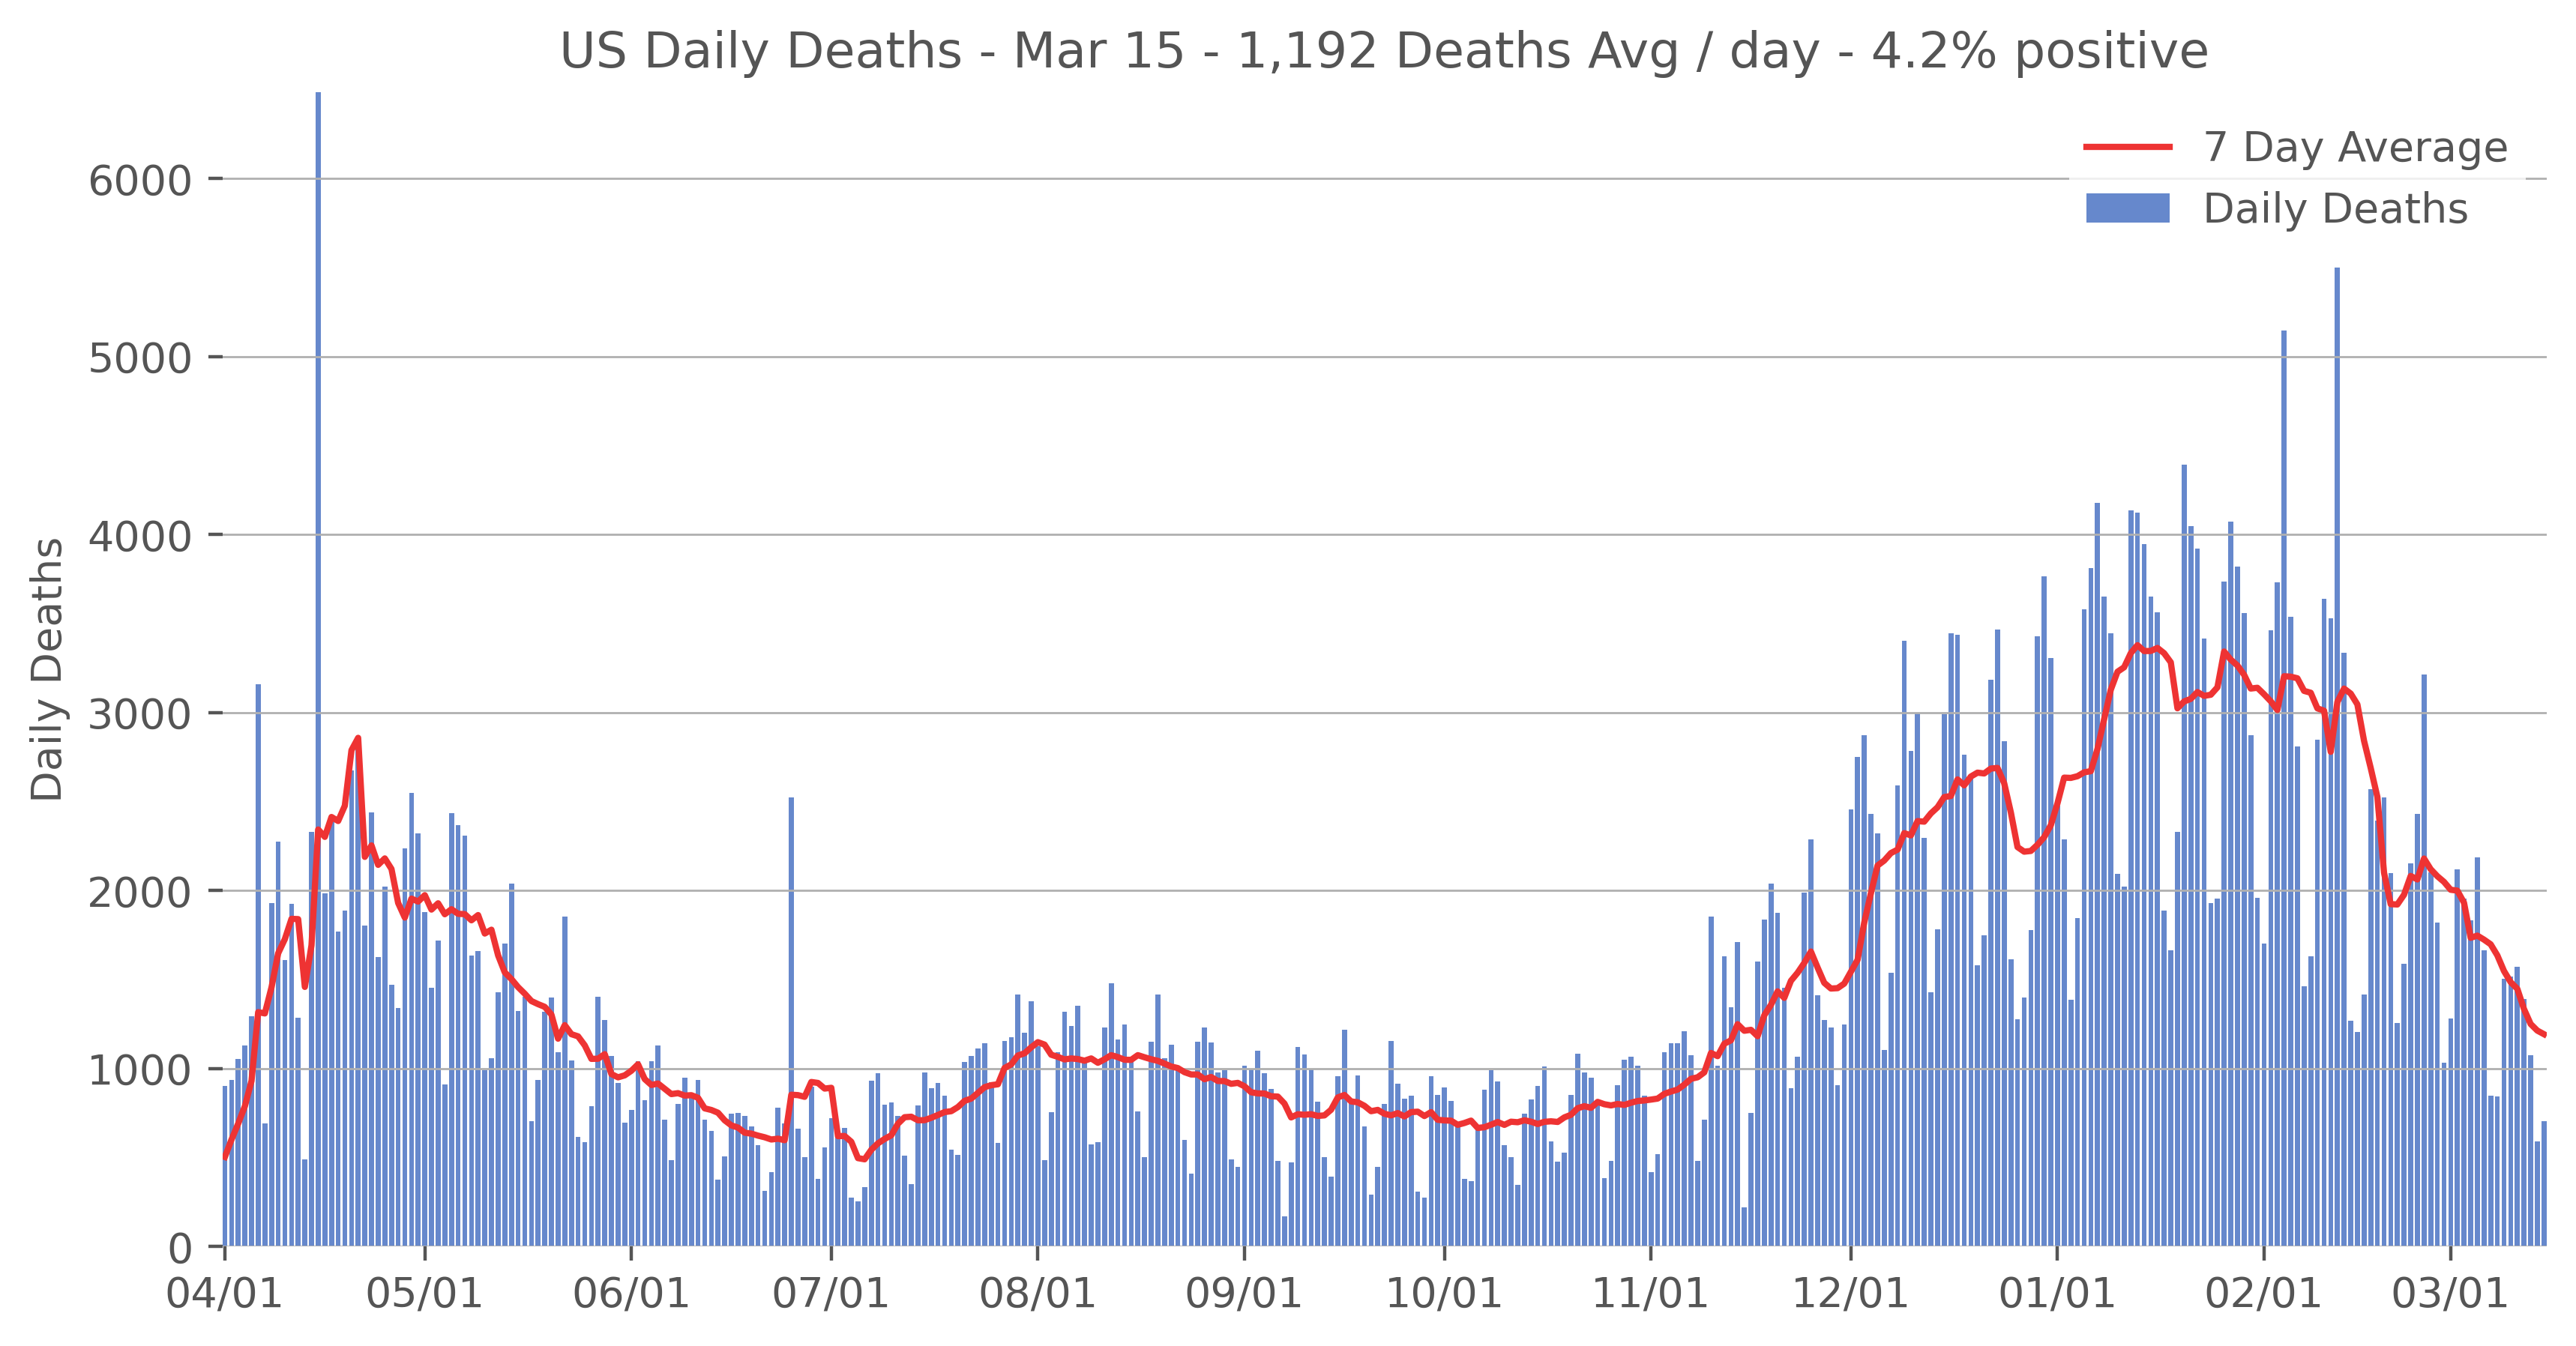 US Daily Deaths - Mar 15 - 1,192 Deaths Avg / day - 4.2% positive
7 Day Average
Daily Deaths
Daily Deaths
6000
5000
4000
3000
2000
1000
0
04/01 05/01 06/01 07/01 08/01 09/01 10/01 11/01 12/01 01/01 02/01 03/01